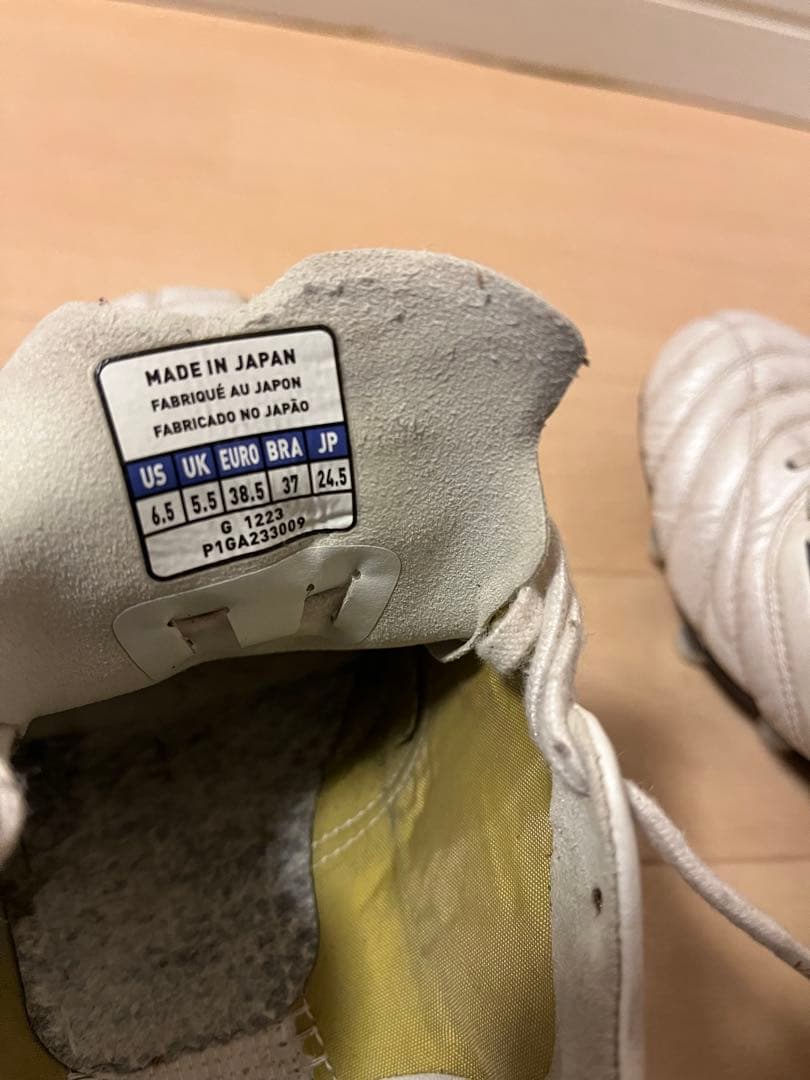 MADE IN JAPAN
FABRIQUÉ AU JAPON
FABRICADO NO JAPÃO
US UK EURO BRA JP
6.5 5.5 38.5 37 24.5
G 1223
P1GA233009